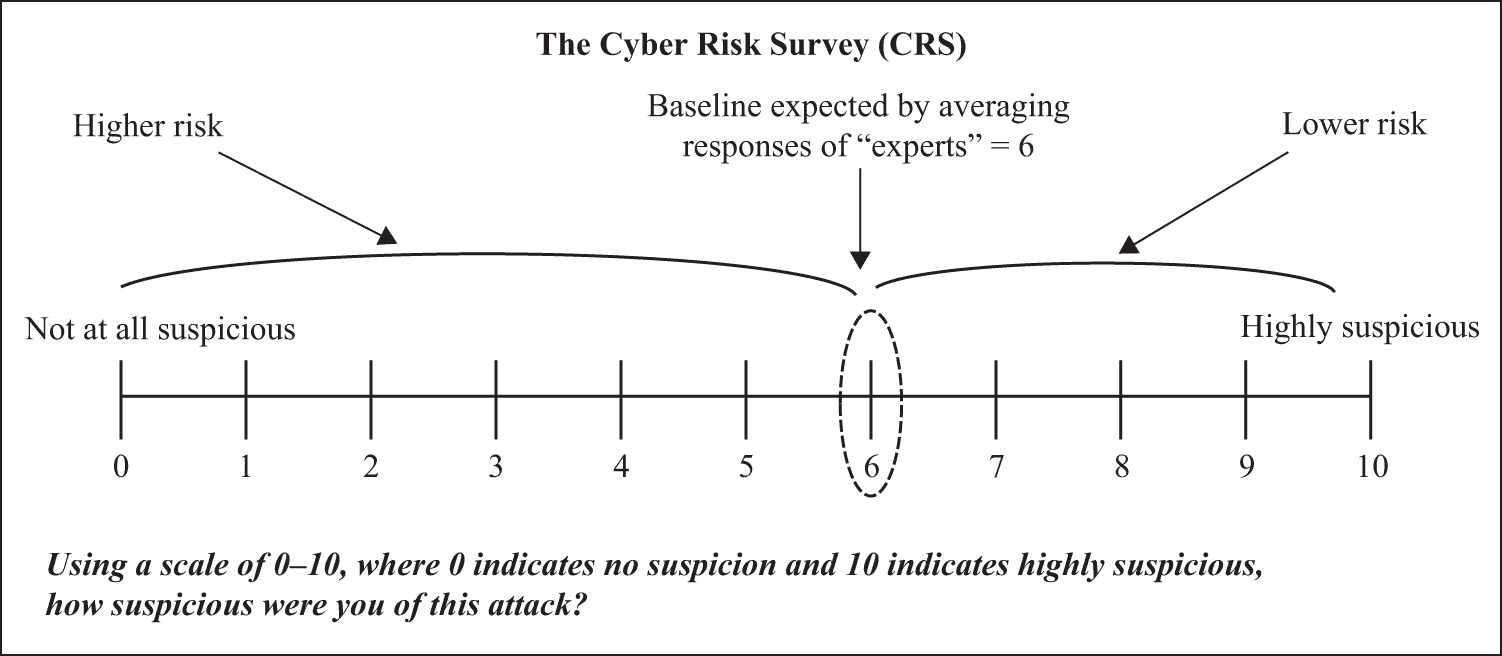 The Cyber Risk Survey (CRS)
Higher risk
Baseline expected by averaging
responses of “experts” = 6
Lower risk
Not at all suspicious
Highly suspicious
0 1 2 3 4 5 6 7 8 9 10
Using a scale of 0–10, where 0 indicates no suspicion and 10 indicates highly suspicious,
how suspicious were you of this attack?